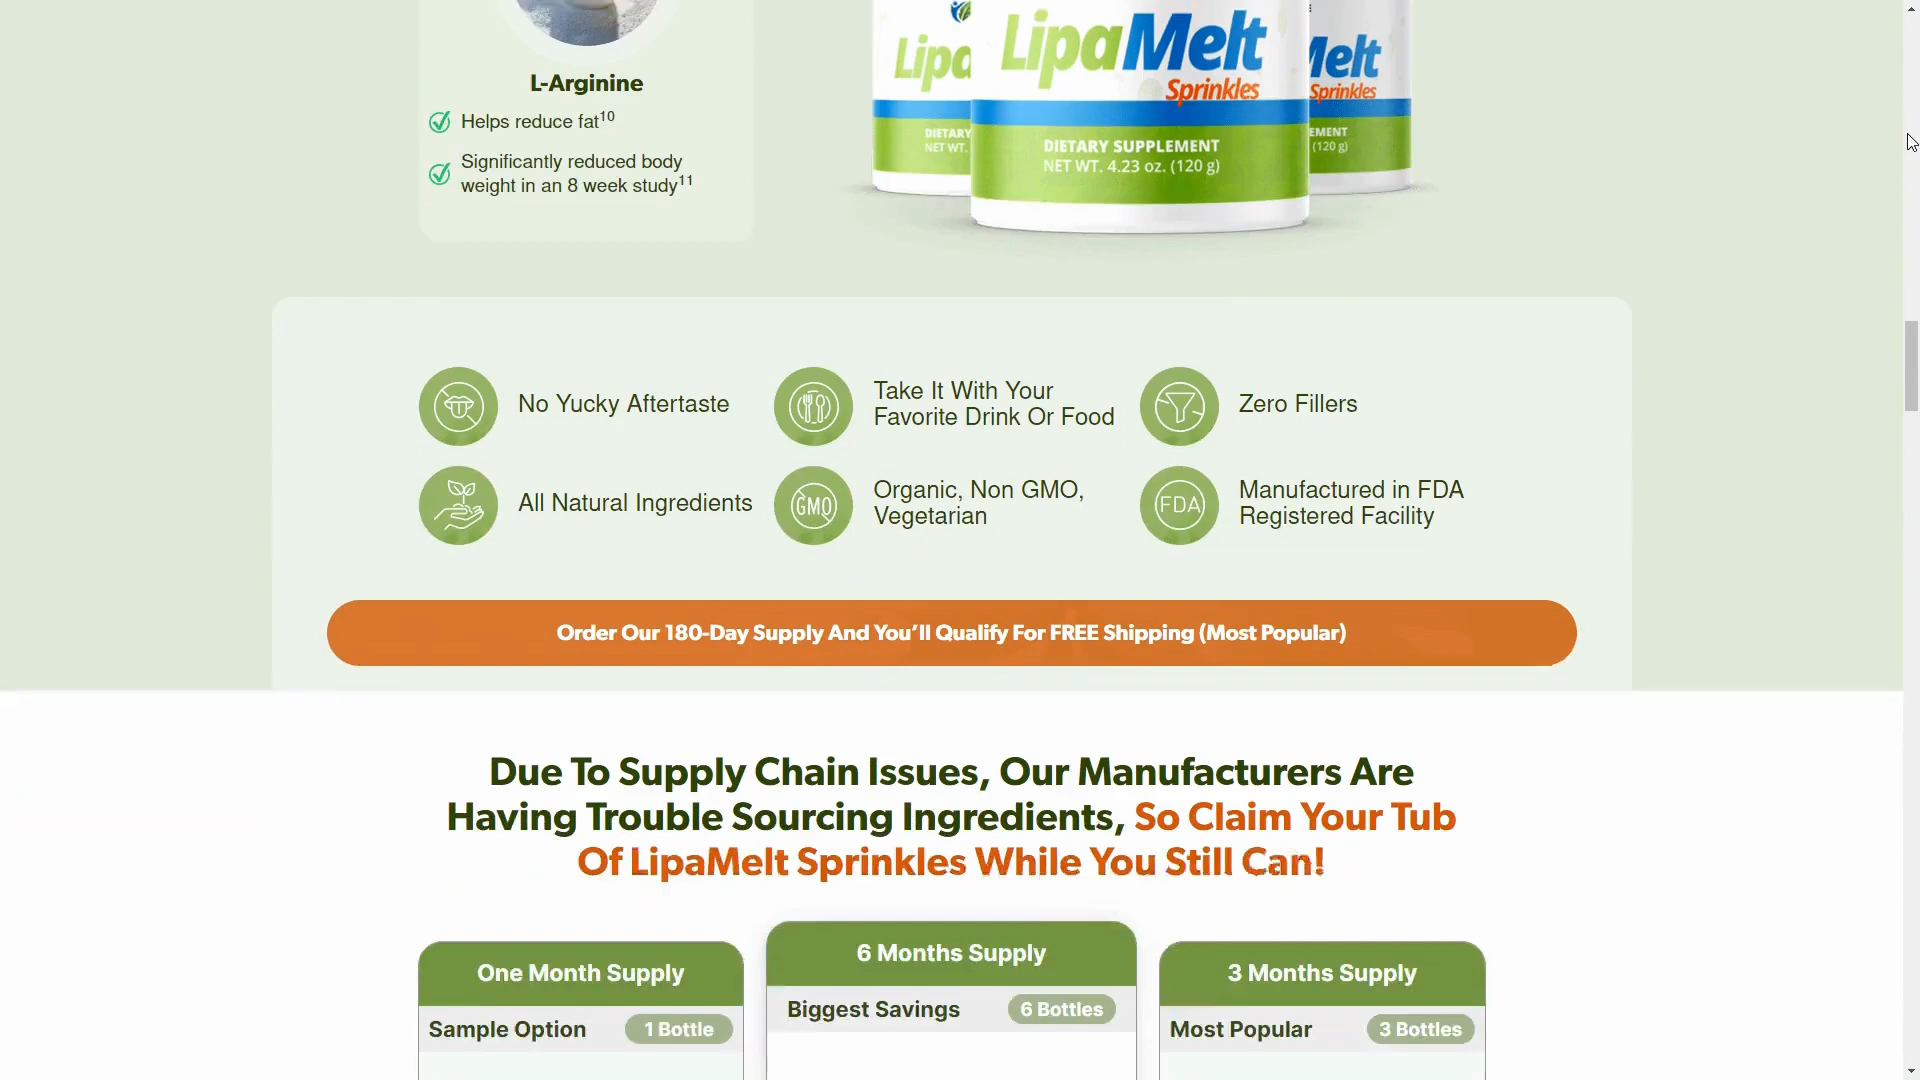 Lipa
LipaMelt
Sprinkles
Melt
Sprinkles
DIETARY
NET WT.
DIETARY SUPPLEMENT
NET WT. 4.23 oz. (120 g)
EMENT
(120 g)
L-Arginine
Helps reduce fat10
Significantly reduced body
weight in an 8 week study11
No Yucky Aftertaste
Take It With Your
Favorite Drink Or Food
Zero Fillers
All Natural Ingredients
GMO
Organic, Non GMO,
Vegetarian
FDA
Manufactured in FDA
Registered Facility
Order Our 180-Day Supply And You’ll Qualify For FREE Shipping (Most Popular)
Due To Supply Chain Issues, Our Manufacturers Are
Having Trouble Sourcing Ingredients, So Claim Your Tub
Of LipaMelt Sprinkles While You Still Can!
One Month Supply
Sample Option
1 Bottle
6 Months Supply
Biggest Savings
6 Bottles
3 Months Supply
Most Popular
3 Bottles